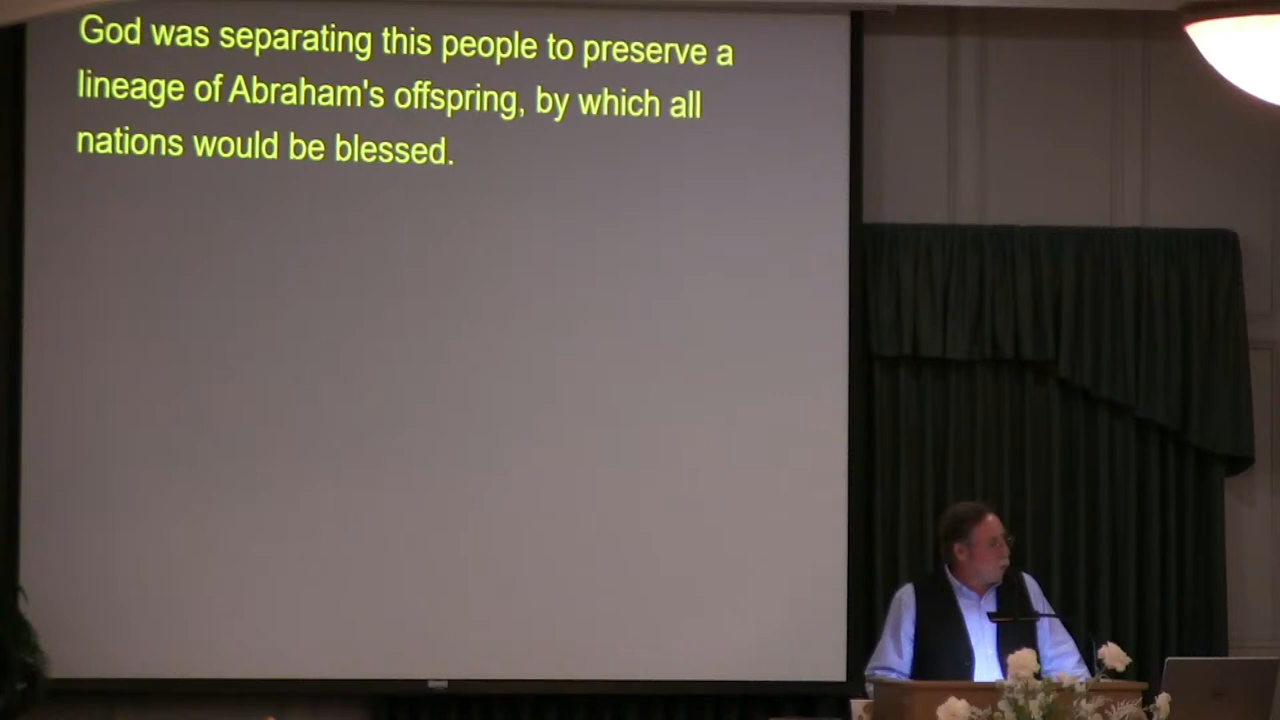 God was separating this people to preserve a
lineage of Abraham's offspring, by which all
nations would be blessed.